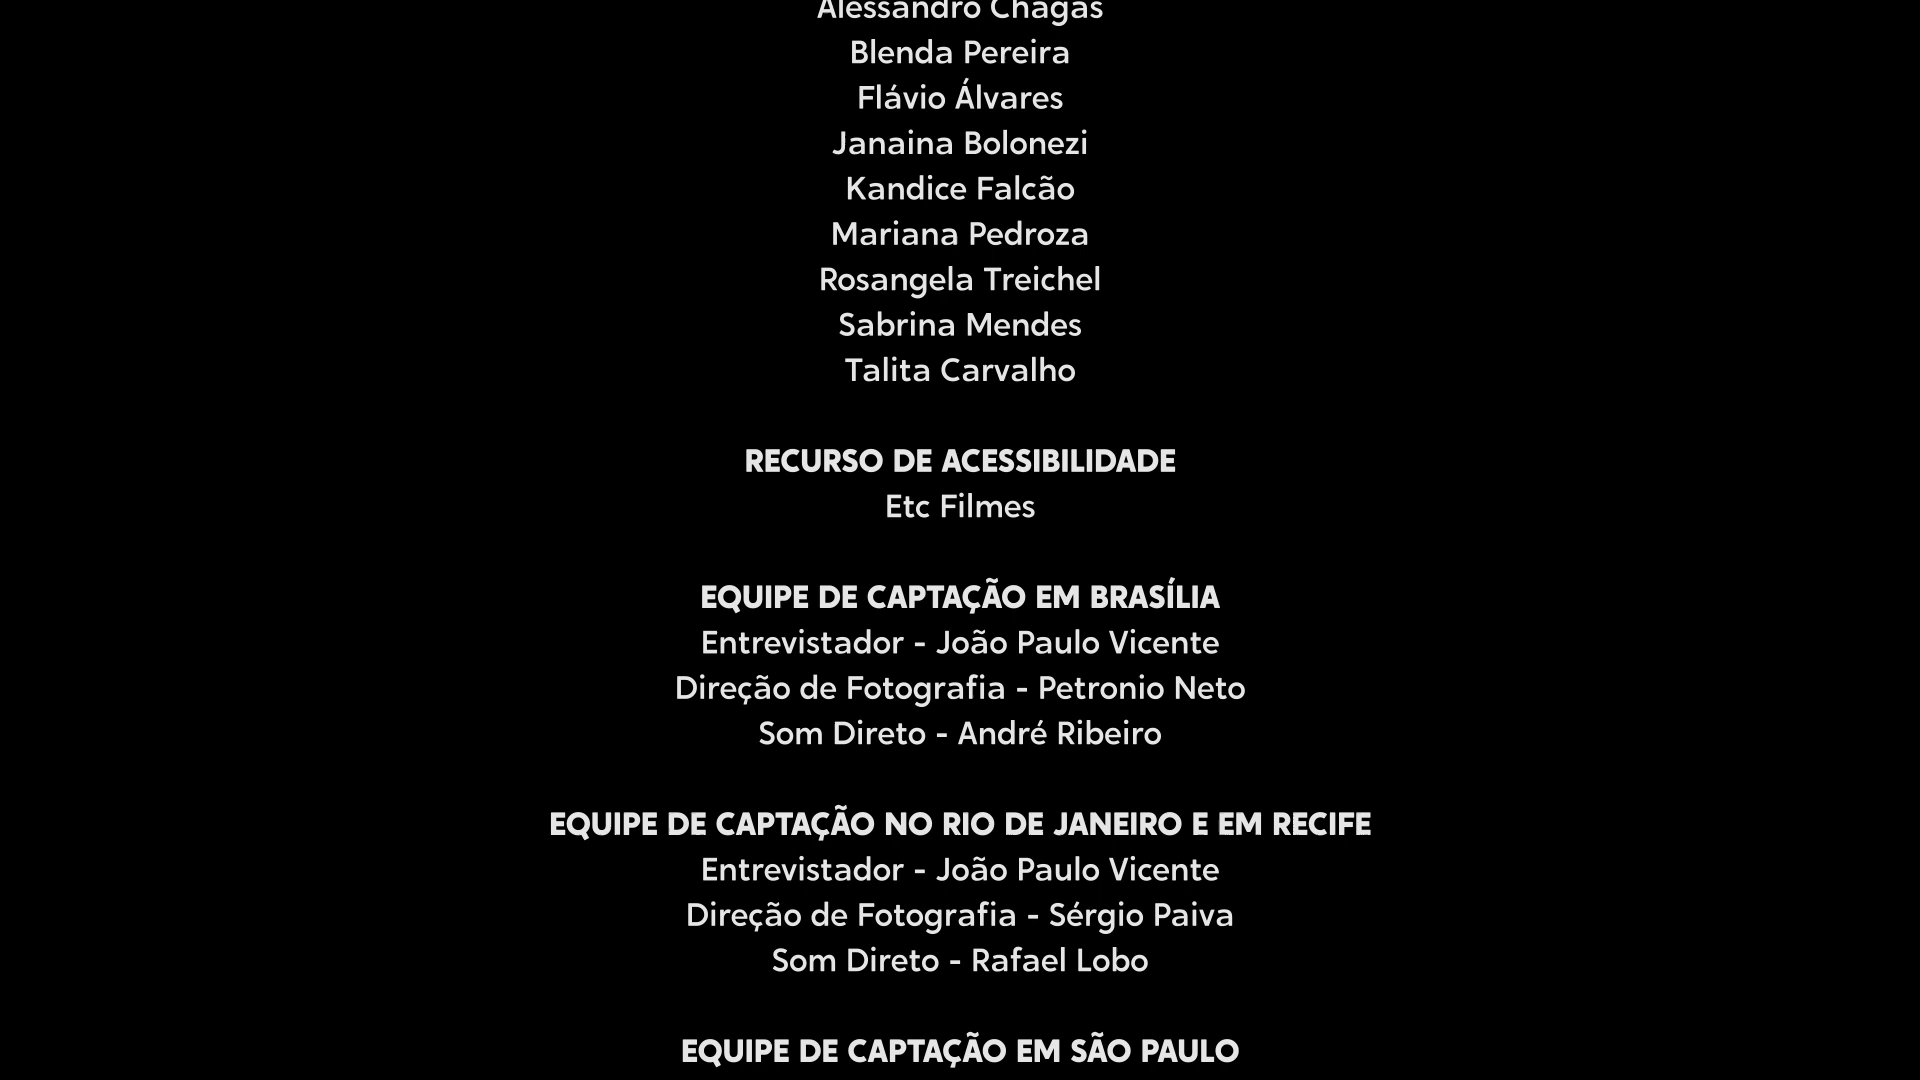 Alessandro Chagas
Blenda Pereira
Flávio Álvares
Janaina Bolonezi
Kandice Falcão
Mariana Pedroza
Rosangela Treichel
Sabrina Mendes
Talita Carvalho
RECURSO DE ACESSIBILIDADE
Etc Filmes
EQUIPE DE CAPTAÇÃO EM BRASÍLIA
Entrevistador - João Paulo Vicente
Direção de Fotografia - Petronio Neto
Som Direto - André Ribeiro
EQUIPE DE CAPTAÇÃO NO RIO DE JANEIRO E EM RECIFE
Entrevistador - João Paulo Vicente
Direção de Fotografia - Sérgio Paiva
Som Direto - Rafael Lobo
EQUIPE DE CAPTAÇÃO EM SÃO PAULO